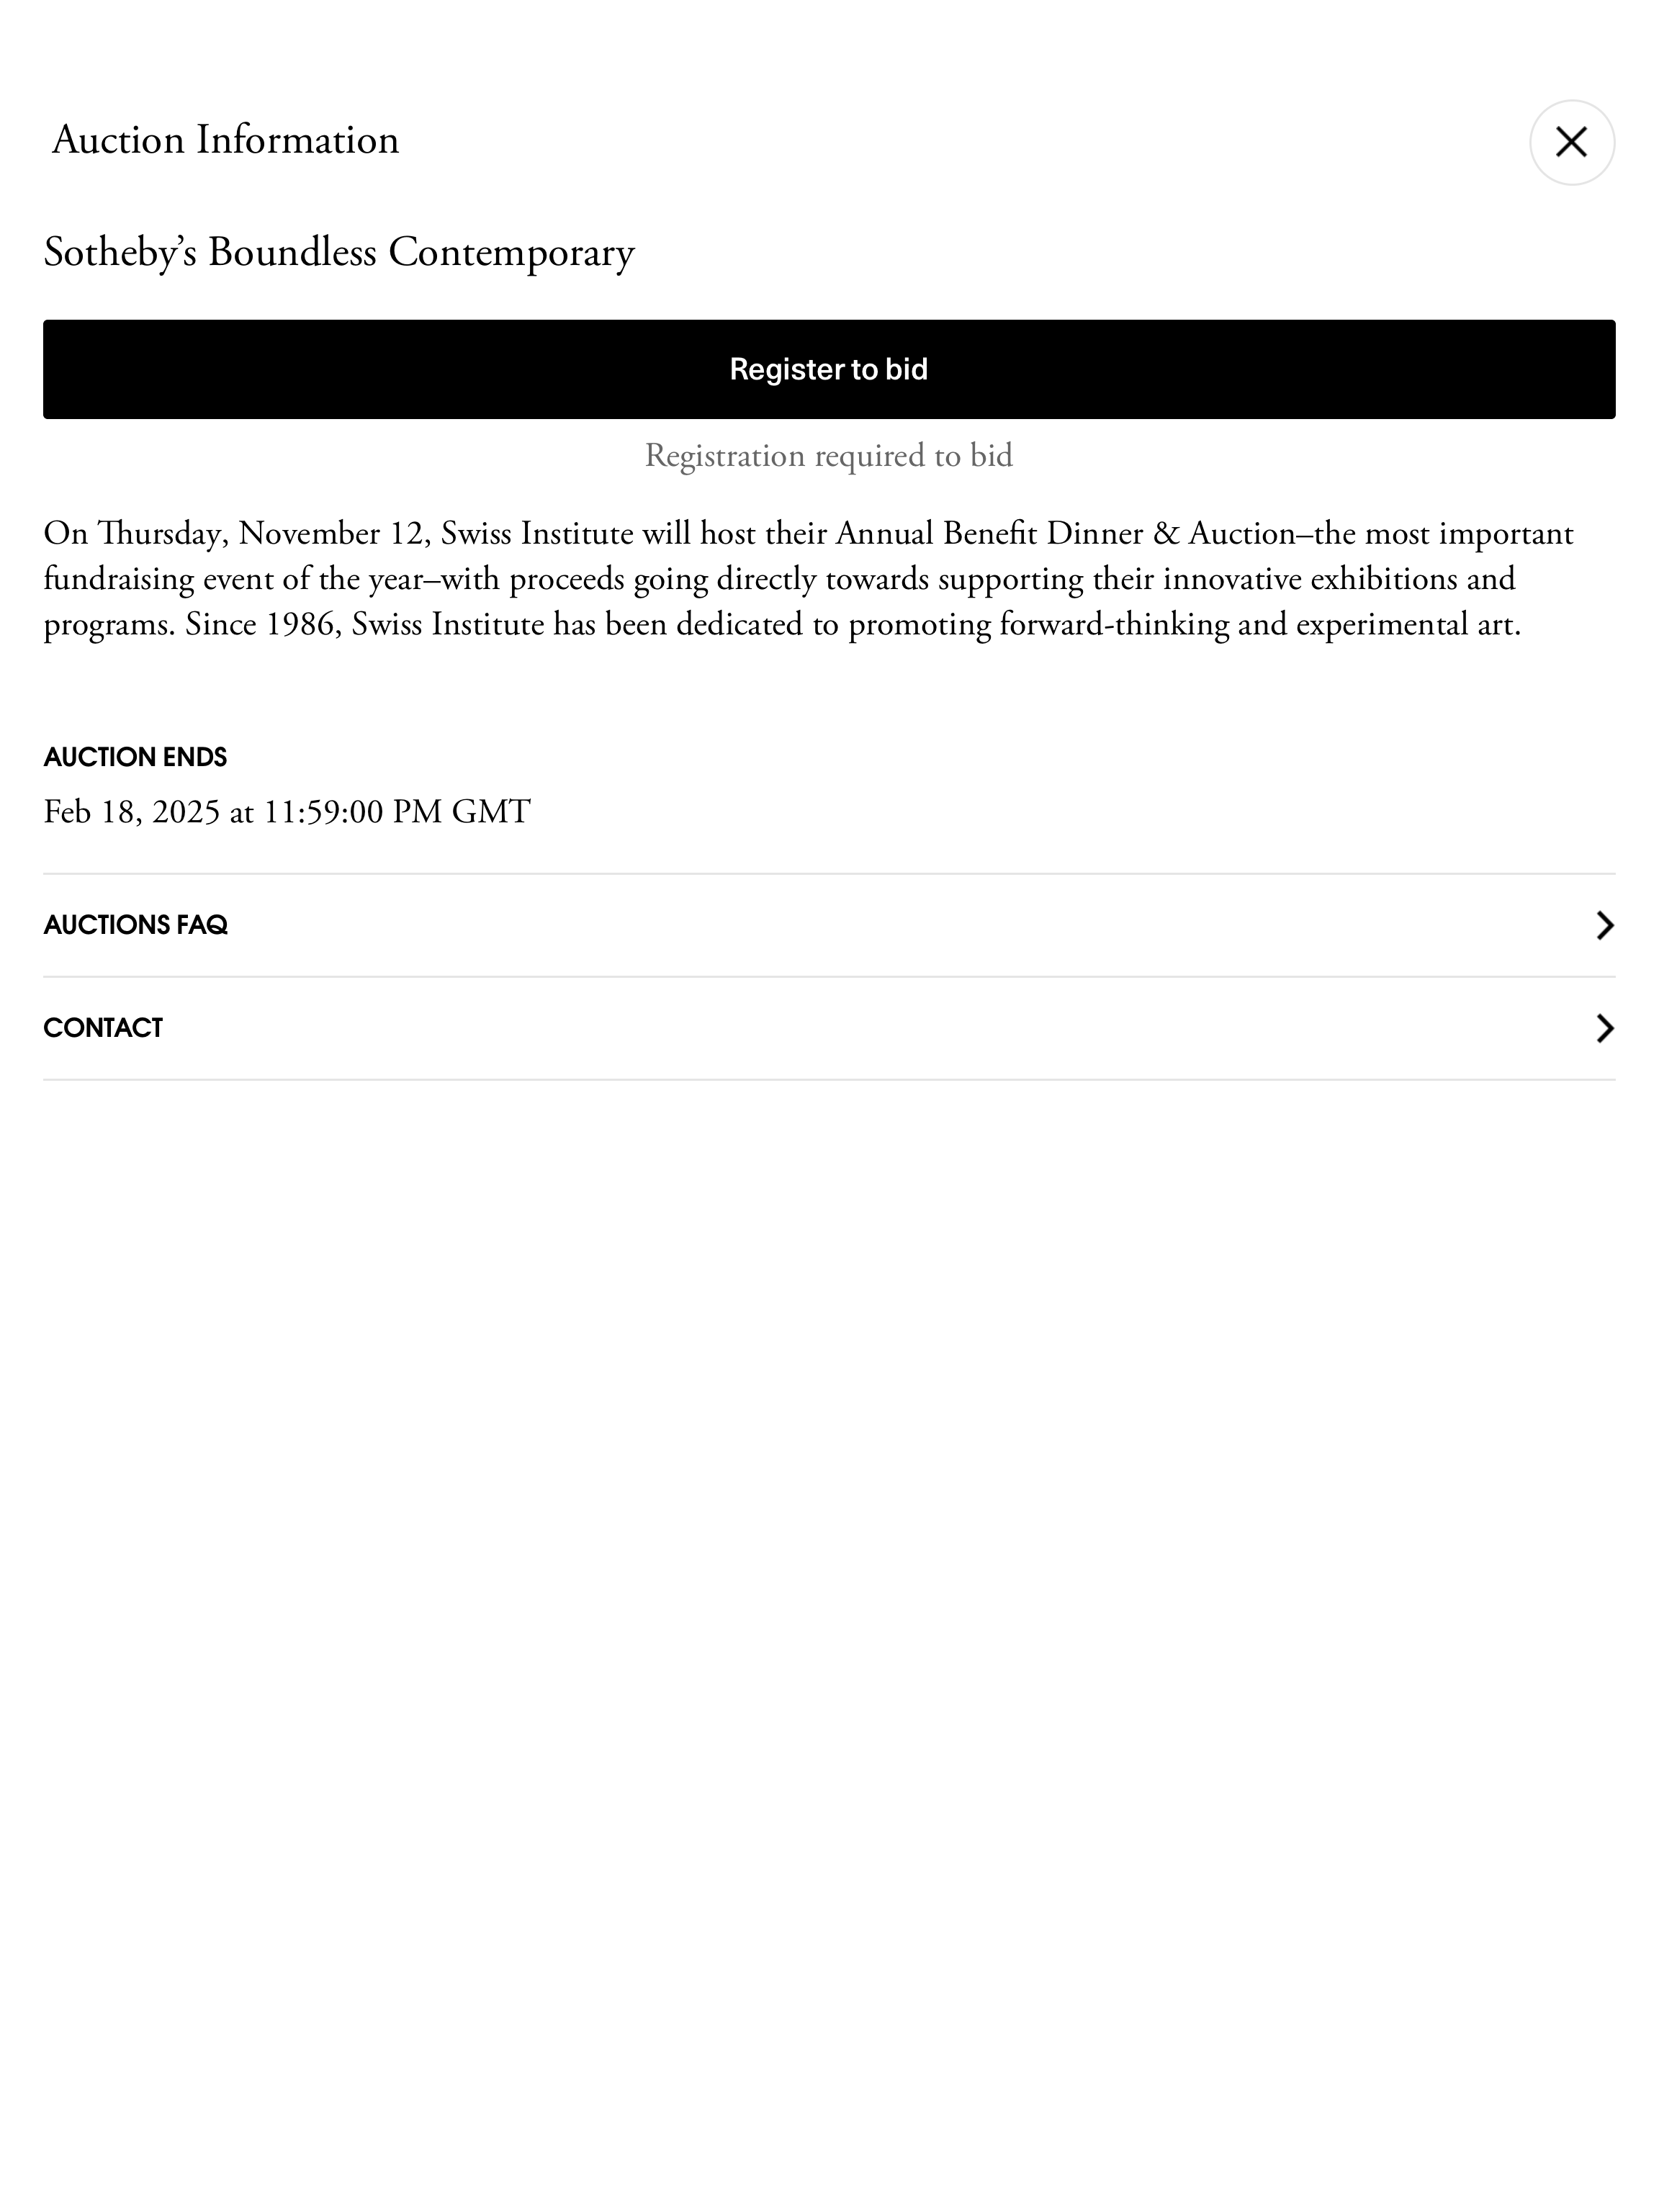 Auction Information
Sotheby’s Boundless Contemporary
Register to bid
Registration required to bid
On Thursday, November 12, Swiss Institute will host their Annual Benefit Dinner & Auction–the most important
fundraising event of the year–with proceeds going directly towards supporting their innovative exhibitions and
programs. Since 1986, Swiss Institute has been dedicated to promoting forward-thinking and experimental art.
AUCTION ENDS
Feb 18, 2025 at 11:59:00 PM GMT
AUCTIONS FAQ
CONTACT